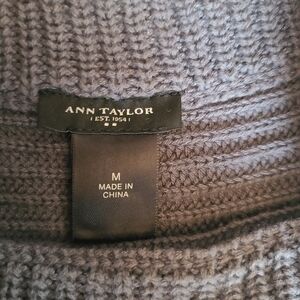 ANN TAYLOR
EST. 1954
M
MADE IN
CHINA